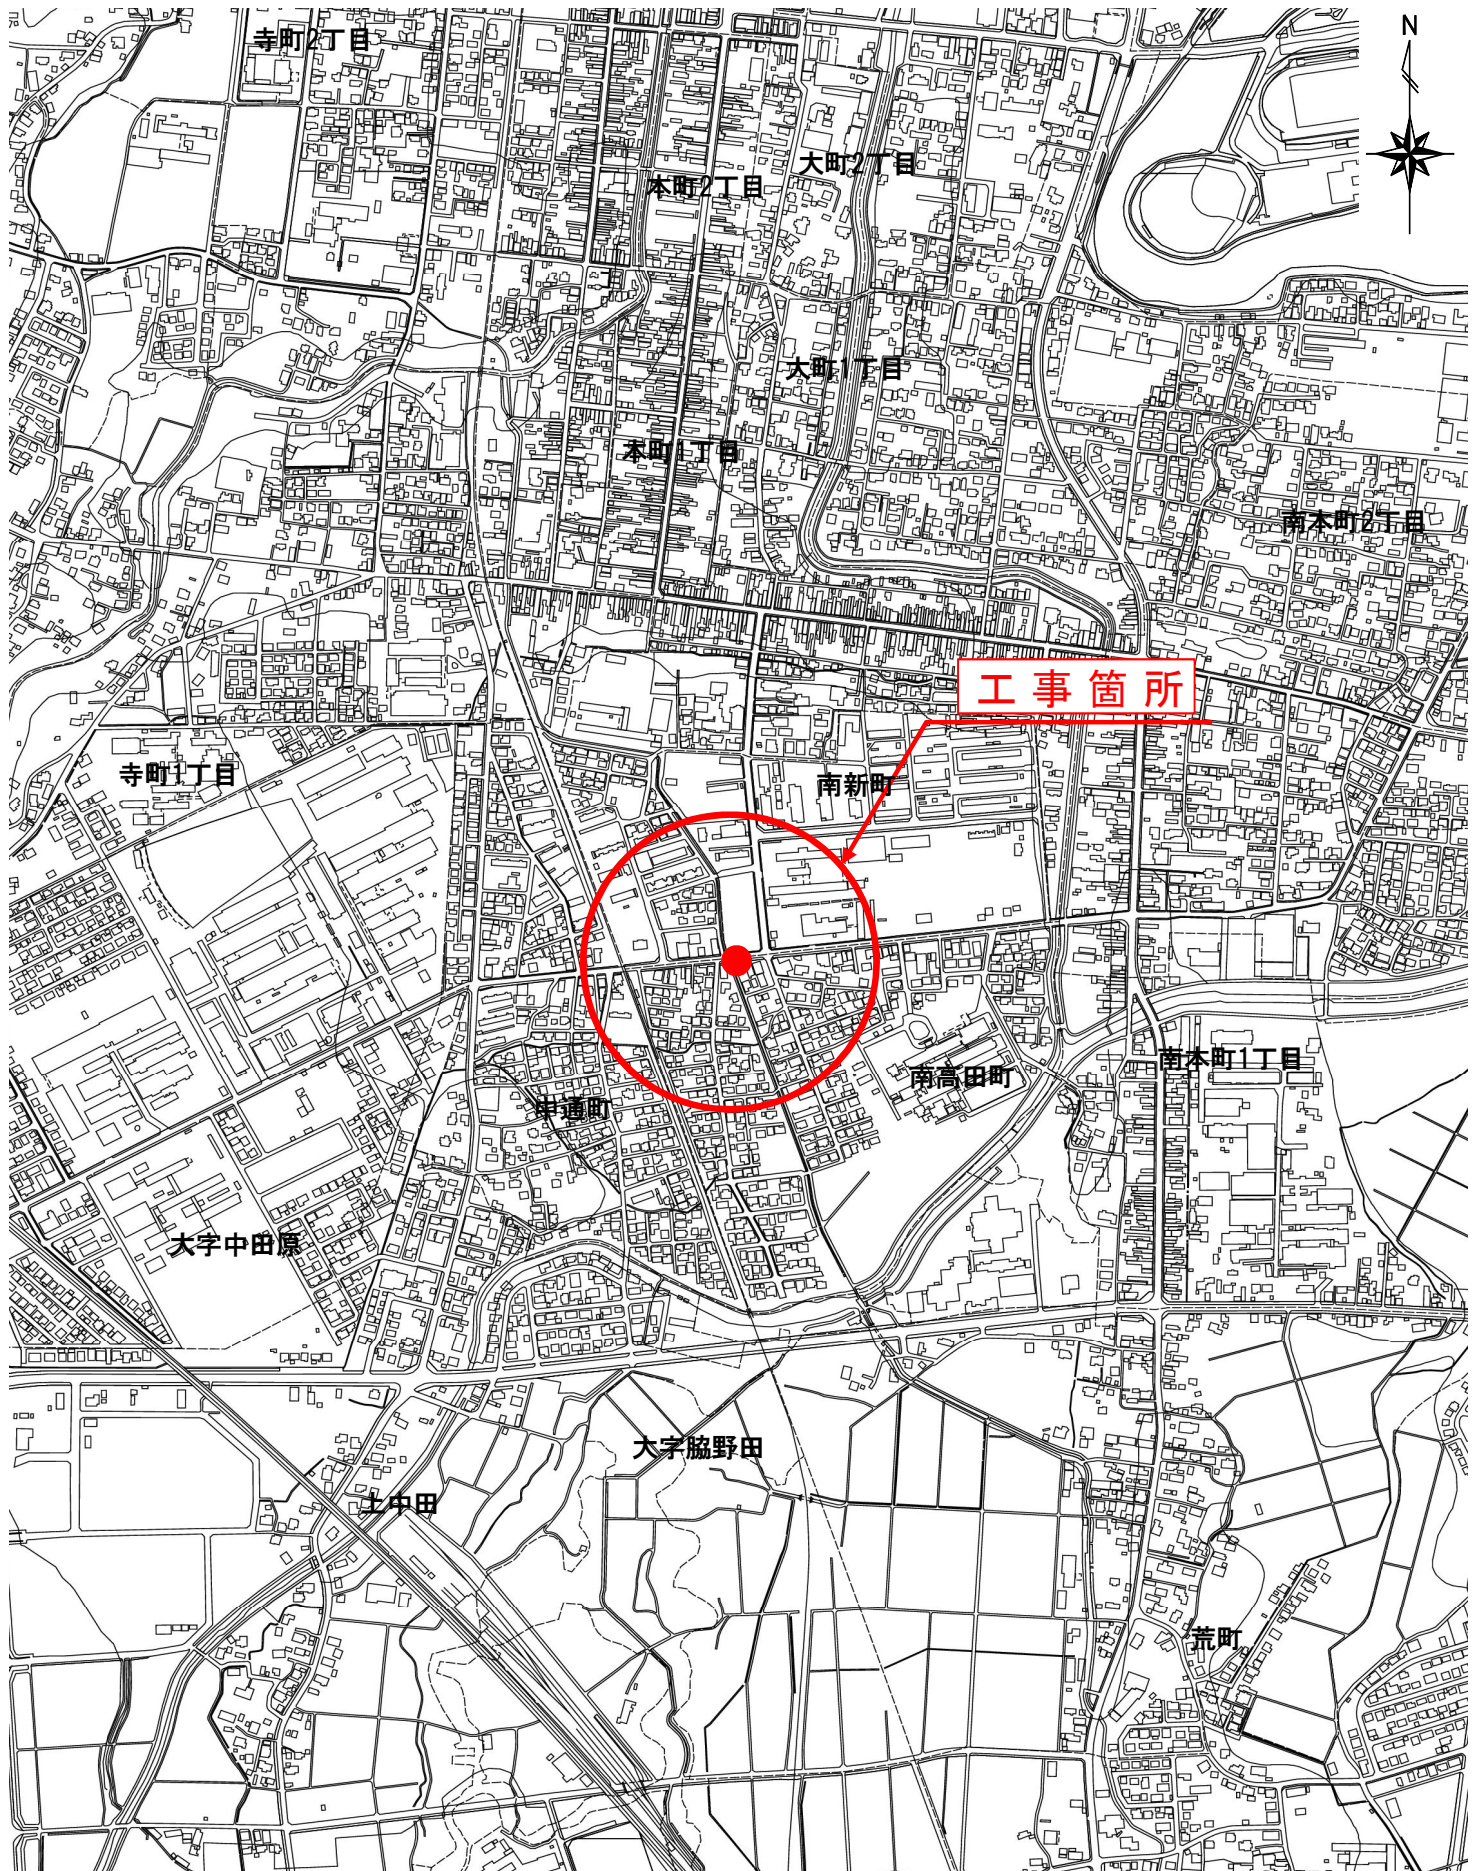 N
寺町2丁目
大町2丁目
本町2丁目
大町1丁目
本町1丁目
南本町2丁目
工事箇所
寺町1丁目
南新町
南本町1丁目
南高田町
中通町
大字中田原
大字脇野田
上中田
荒町